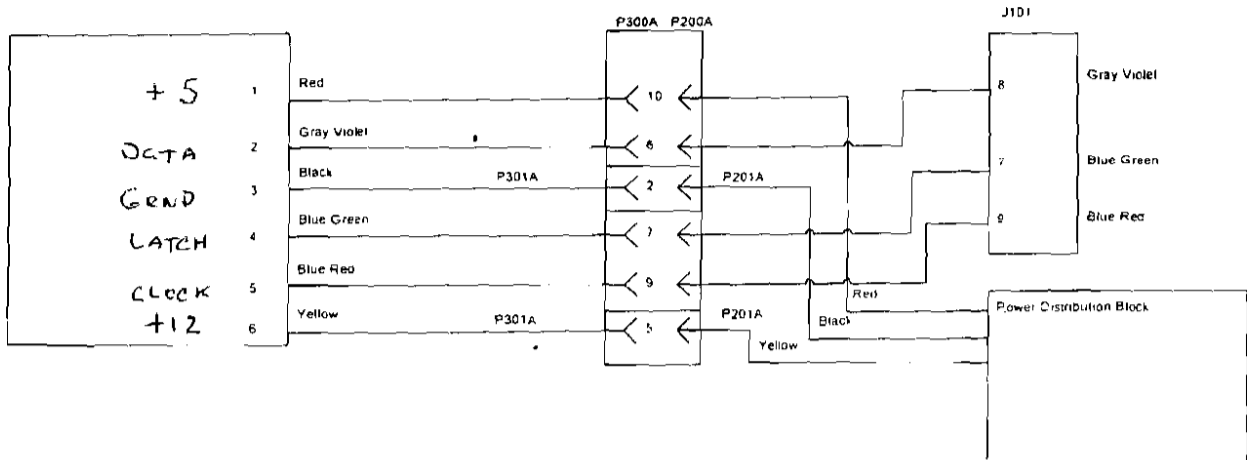 P300A P200A
J101
+5 1 Red 10 8 Gray Violet
DATA 2 Gray Violet 6
GRND 3 Black P301A 2 P201A 7 Blue Green
LATCH 4 Blue Green 7 9 Blue Red
CLOCK 5 Blue Red 9
Red Power Distribution Block
+12 6 Yellow P301A 5 P201A Black
Yellow